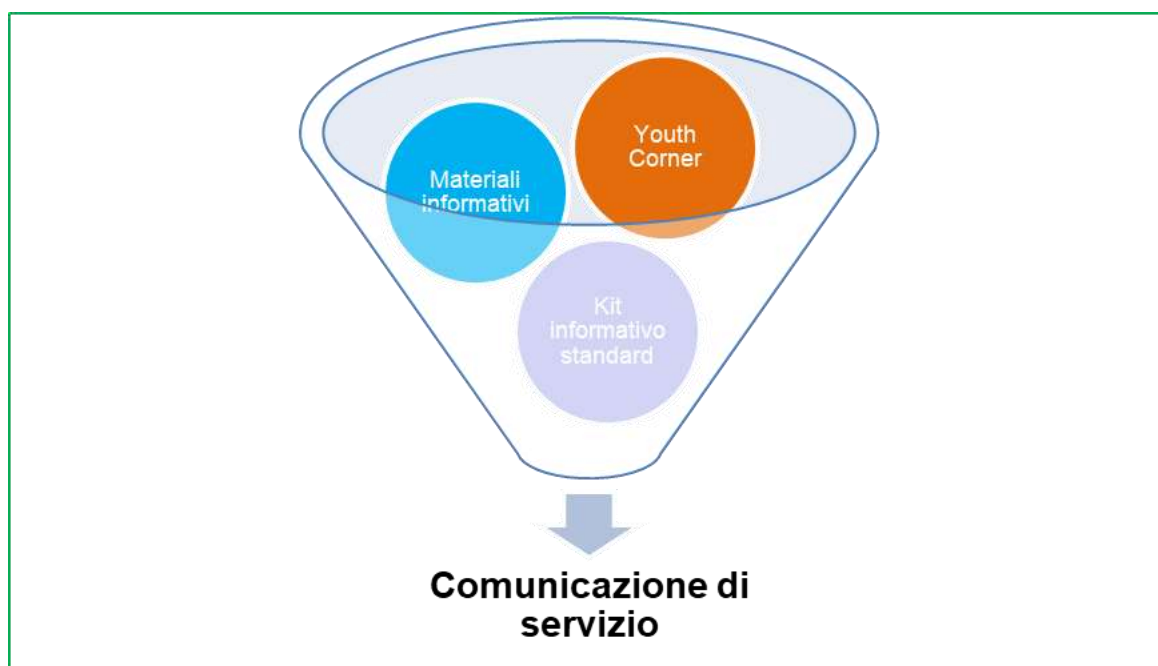 Youth
Corner
Materiali
informativi
Kit
informativo
standard
Comunicazione di
servizio